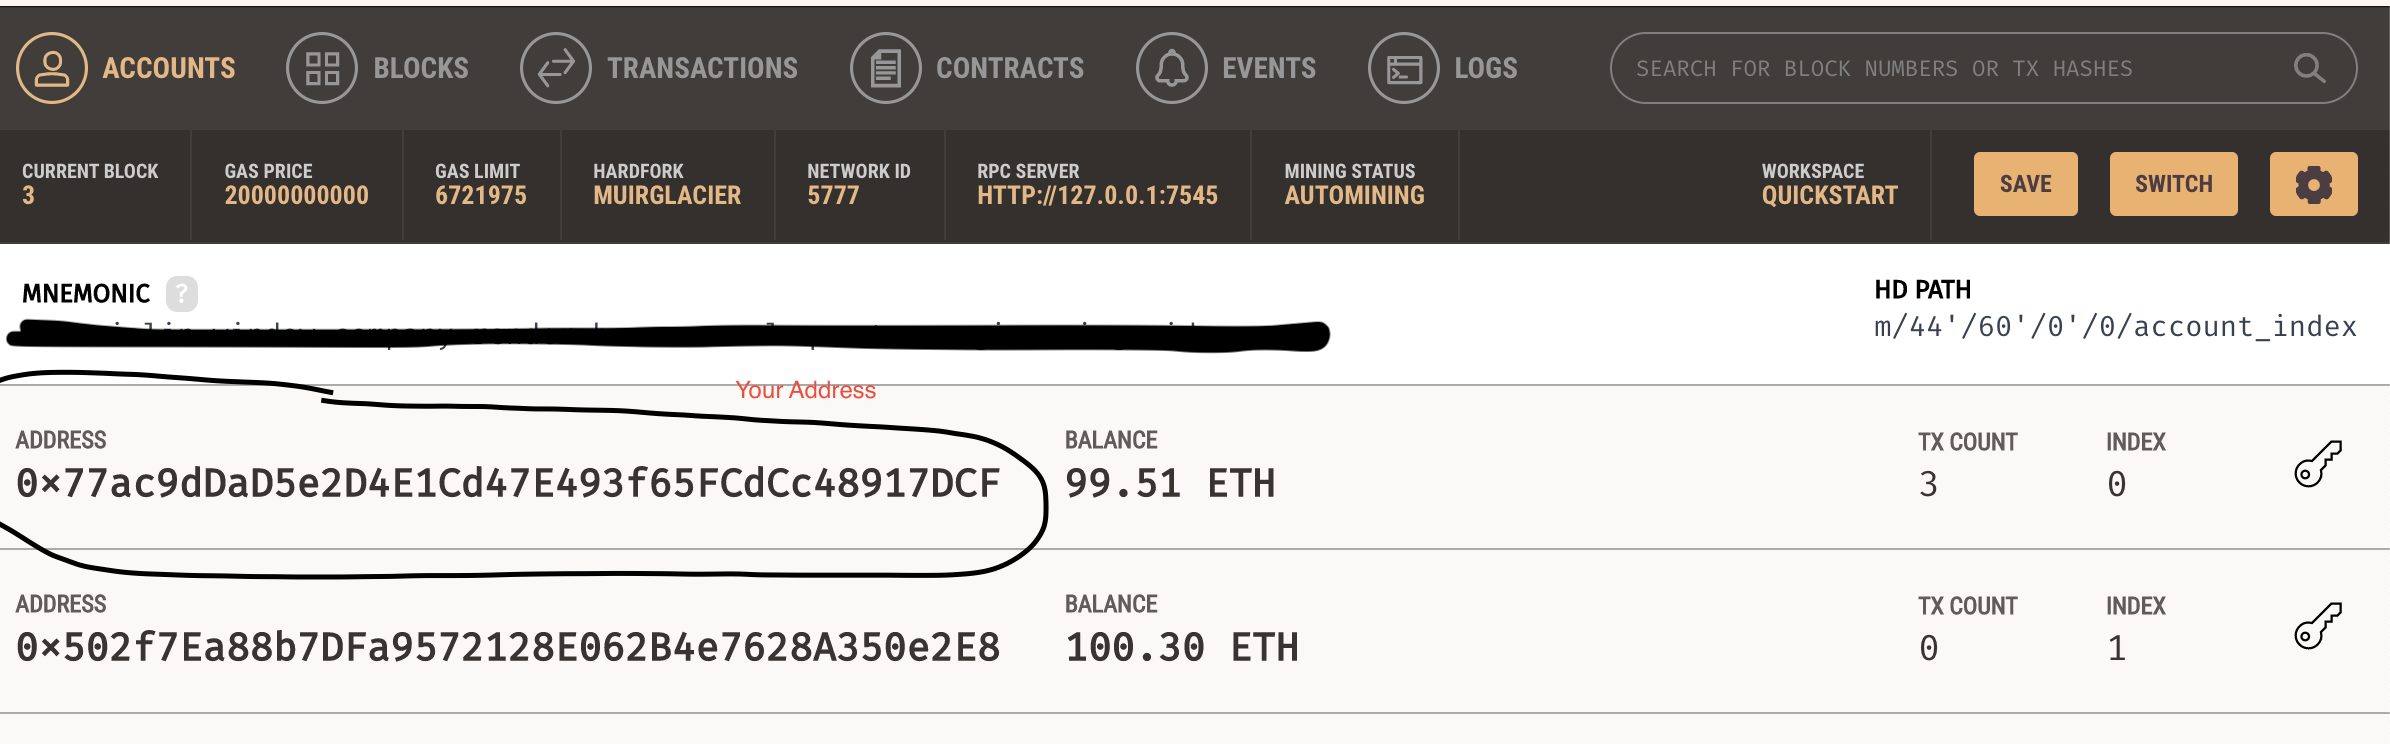 ACCOUNTS BLOCKS TRANSACTIONS CONTRACTS EVENTS LOGS SEARCH FOR BLOCK NUMBERS OR TX HASHES
CURRENT BLOCK GAS PRICE GAS LIMIT HARDFORK NETWORK ID RPC SERVER MINING STATUS WORKSPACE
3 20000000000 6721975 MUIRGLACIER 5777 HTTP://127.0.0.1:7545 AUTOMINING QUICKSTART SAVE SWITCH
MNEMONIC ? HD PATH
m/44'/60'/0'/0/account_index
Your Address
ADDRESS BALANCE TX COUNT INDEX
0x77ac9dDaD5e2D4E1Cd47E493f65FCdCc48917DCF 99.51 ETH 3 0
ADDRESS BALANCE TX COUNT INDEX
0x502f7Ea88b7DFa9572128E062B4e7628A350e2E8 100.30 ETH 0 1